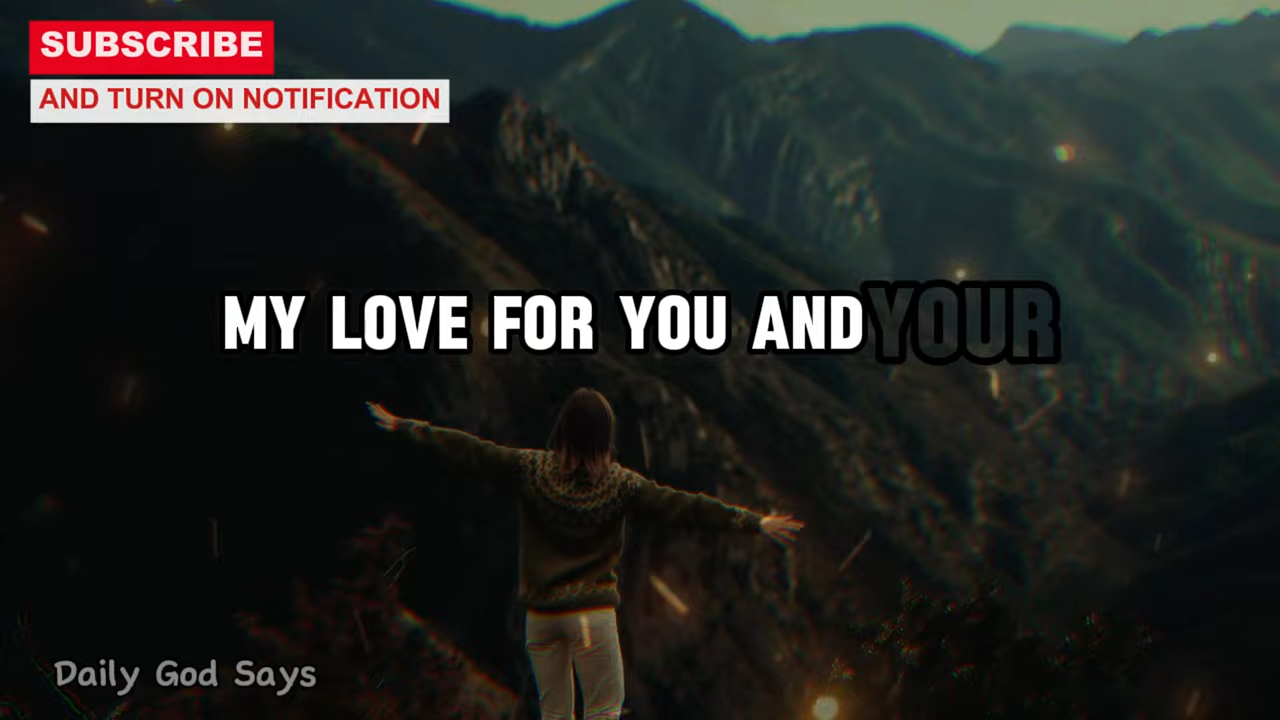 SUBSCRIBE
AND TURN ON NOTIFICATION
MY LOVE FOR YOU AND YOUR
Daily God Says